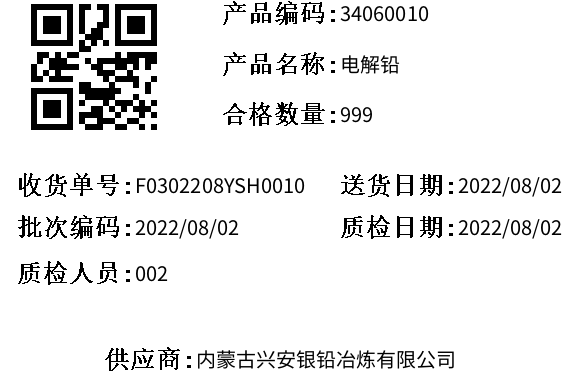 产品编码:34060010
产品名称:电解铅
合格数量:999
收货单号:F0302208YSH0010 送货日期:2022/08/02
批次编码:2022/08/02 质检日期:2022/08/02
质检人员:002
供应商:内蒙古兴安银铅冶炼有限公司